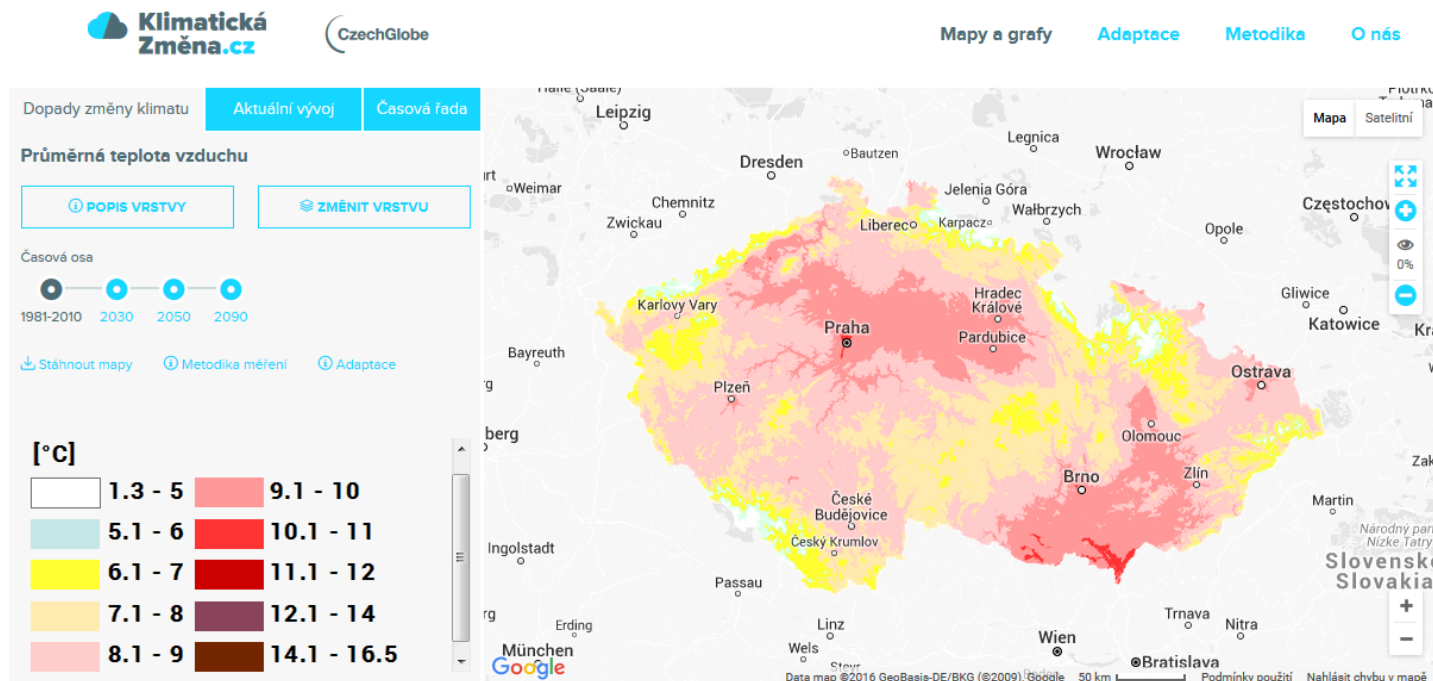 Klimatická
Změna.cz
CzechGlobe
Mapy a grafy
Adaptace
Metodika
O nás
Dopady změny klimatu
Aktuální vývoj
Časová řada
Průměrná teplota vzduchu
POPIS VRSTVY
ZMĚNIT VRSTVU
Časová osa
1981-2010
2030
2050
2090
Stáhnout mapy
Metodika měření
Adaptace
[°C]
1.3 - 5
9.1 - 10
5.1 - 6
10.1 - 11
6.1 - 7
11.1 - 12
7.1 - 8
12.1 - 14
8.1 - 9
14.1 - 16.5
Mapa
Satelitní
0%
Halle (Saale)
Leipzig
Legnica
Wrocław
Dresden
Bautzen
Weimar
Chemnitz
Zwickau
Jelenia Góra
Wałbrzych
Karpacz
Liberec
Częstochow
Opole
Karlovy Vary
Hradec
Králové
Gliwice
Katowice
Praha
Pardubice
Bayreuth
Plzeň
Ostrava
berg
Olomouc
Brno
Zlín
České
Budějovice
Martin
Český Krumlov
Ingolstadt
Passau
Národný par
Nízke Tatry
Slovensko
Slovakia
Erding
Linz
Trnava
Nitra
Wels
Steyr
Wien
München
Bratislava
Google
Data map ©2016 GeoBasis-DE/BKG (©2009), Google
50 km
Podmínky použití
Nahlásit chybu v mapě